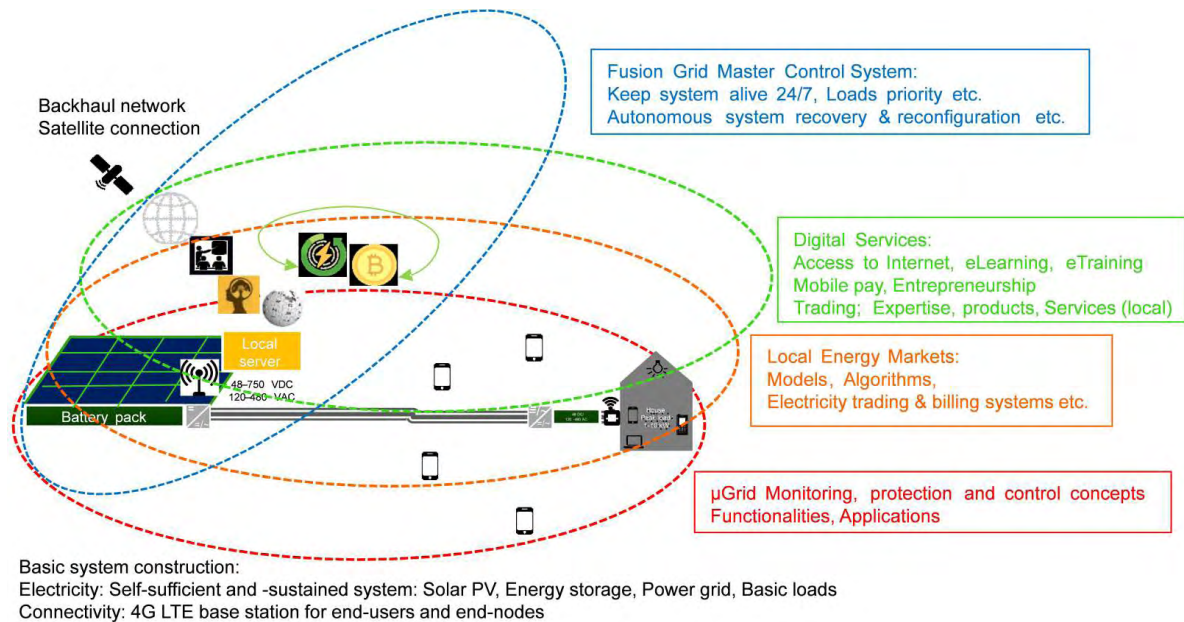 Backhaul network
Satellite connection
Fusion Grid Master Control System:
Keep system alive 24/7, Loads priority etc.
Autonomous system recovery & reconfiguration etc.
Digital Services:
Access to Internet, eLearning, eTraining
Mobile pay, Entrepreneurship
Trading; Expertise, products, Services (local)
Local
server
48–750 VDC
120–480 VAC
Battery pack
House
Peak load
Local Energy Markets:
Models, Algorithms,
Electricity trading & billing systems etc.
µGrid Monitoring, protection and control concepts
Functionalities, Applications
Basic system construction:
Electricity: Self-sufficient and -sustained system: Solar PV, Energy storage, Power grid, Basic loads
Connectivity: 4G LTE base station for end-users and end-nodes